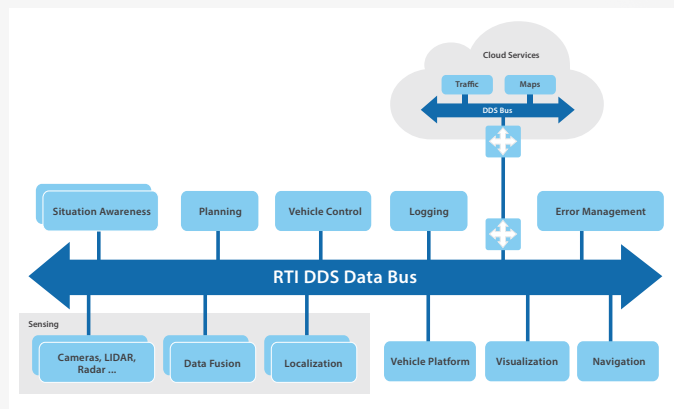 Cloud Services
Traffic
Maps
DDS Bus
Situation Awareness
Planning
Vehicle Control
Logging
Error Management
RTI DDS Data Bus
Sensing
Cameras, LIDAR,
Radar ...
Data Fusion
Localization
Vehicle Platform
Visualization
Navigation